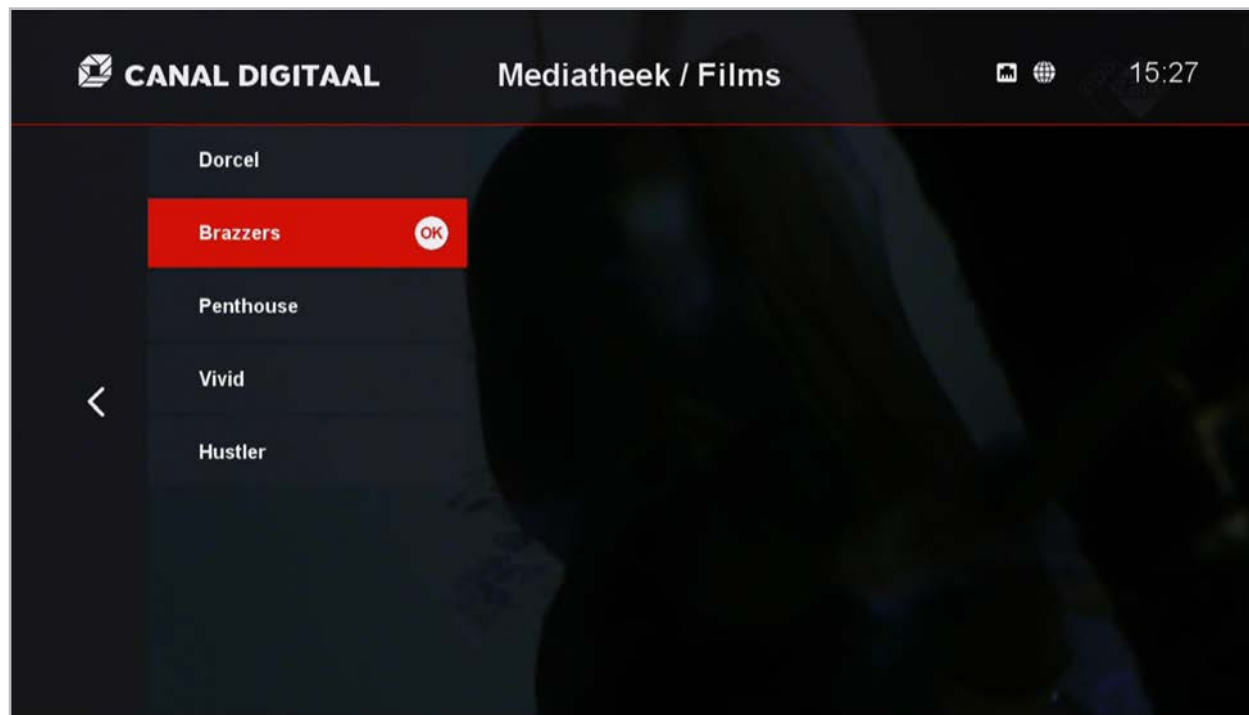 CANAL DIGITAAL
Mediatheek / Films
15:27
Dorcel
Brazzers OK
Penthouse
Vivid
Hustler